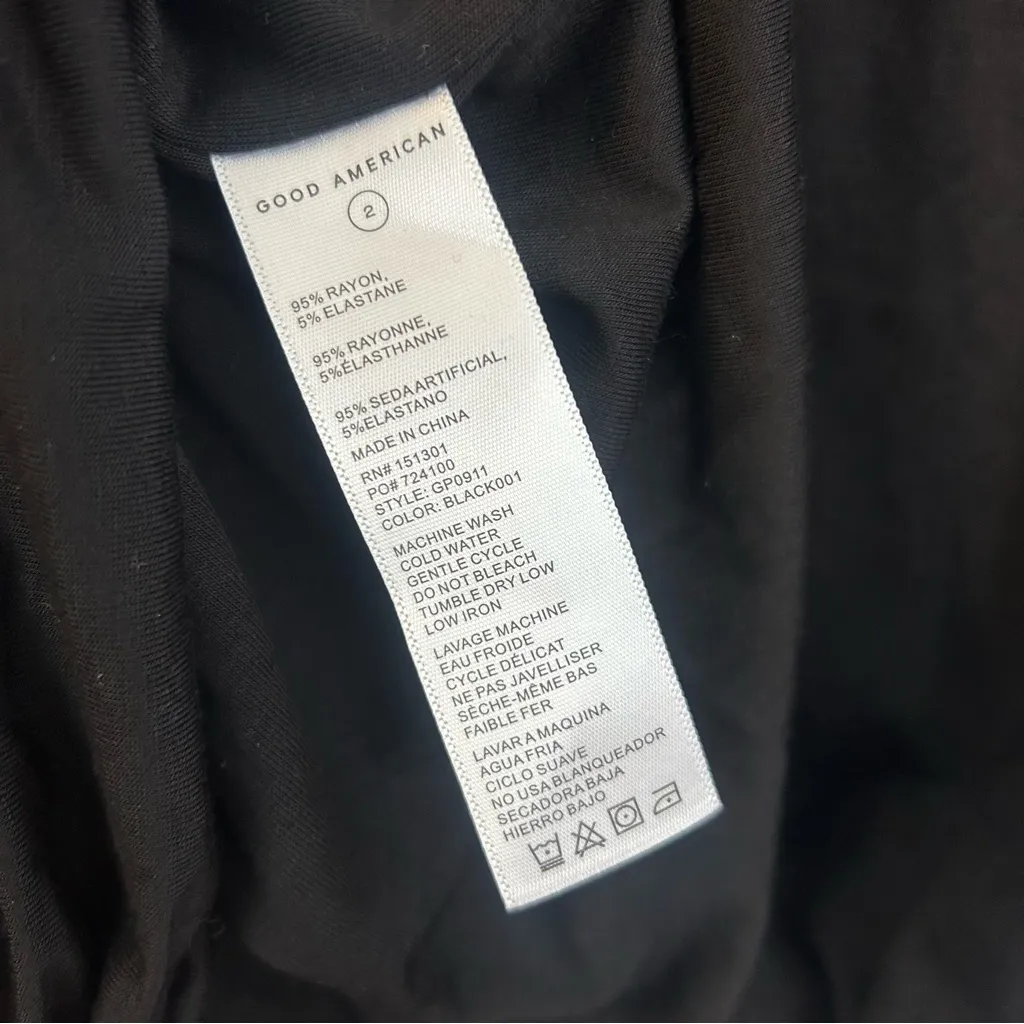 GOOD AMERICAN
2
95% RAYON,
5% ELASTANE
95% RAYONNE,
5%ÉLASTHANNE
95% SEDA ARTIFICIAL,
5%ELASTANO
MADE IN CHINA
RN# 151301
PO# 724100
STYLE: GP0911
COLOR: BLACK001
MACHINE WASH
COLD WATER
GENTLE CYCLE
DO NOT BLEACH
TUMBLE DRY LOW
LOW IRON
LAVAGE MACHINE
EAU FROIDE
CYCLE DÉLICAT
NE PAS JAVELLISER
SÈCHE-MÊME BAS
FAIBLE FER
LAVAR A MAQUINA
AGUA FRIA
CICLO SUAVE
NO USA BLANQUEADOR
SECADORA BAJA
HIERRO BAJO